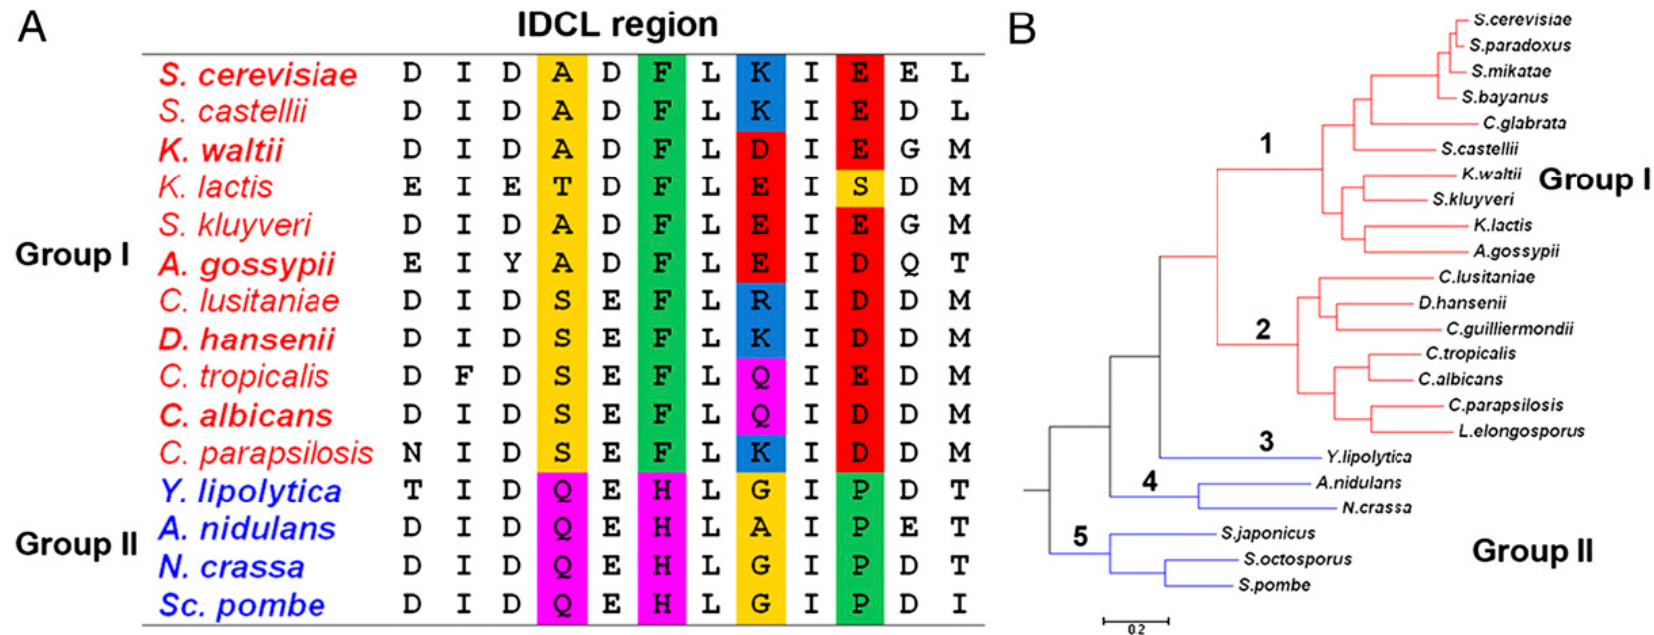 A
IDCL region
S. cerevisiae D I D A D F L K I E E L
S. castellii D I D A D F L K I E D L
K. waltii D I D A D F L D I E G M
K. lactis E I E T D F L E I S D M
S. kluyveri D I D A D F L E I E G M
Group I
A. gossypii E I Y A D F L E I D Q T
C. lusitaniae D I D S E F L R I D D M
D. hansenii D I D S E F L K I D D M
C. tropicalis D F D S E F L Q I E D M
C. albicans D I D S E F L Q I D D M
C. parapsilosis N I D S E F L K I D D M
Y. lipolytica T I D Q E H L G I P D T
A. nidulans D I D Q E H L A I P E T
Group II
N. crassa D I D Q E H L G I P D T
Sc. pombe D I D Q E H L G I P D I
B
S.cerevisiae
S.paradoxus
S.mikatae
S.bayanus
C.glabrata
1
S.castellii
K.waltii
Group I
S.kluyveri
K.lactis
A.gossypii
C.lusitaniae
D.hansenii
2
C.guilliermondii
C.tropicalis
C.albicans
C.parapsilosis
L.elongosporus
3
Y.lipolytica
4
A.nidulans
N.crassa
5
S.japonicus
Group II
S.octosporus
S.pombe
0.2